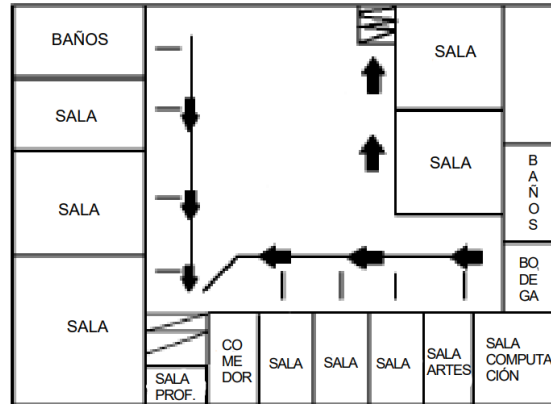 BAÑOS
SALA
SALA
SALA
SALA
SALA
B
A
Ñ
O
S
BO
DE
GA
SALA
PROF.
CO
ME
DOR
SALA
SALA
SALA
SALA
ARTES
SALA
COMPUTA
CIÓN